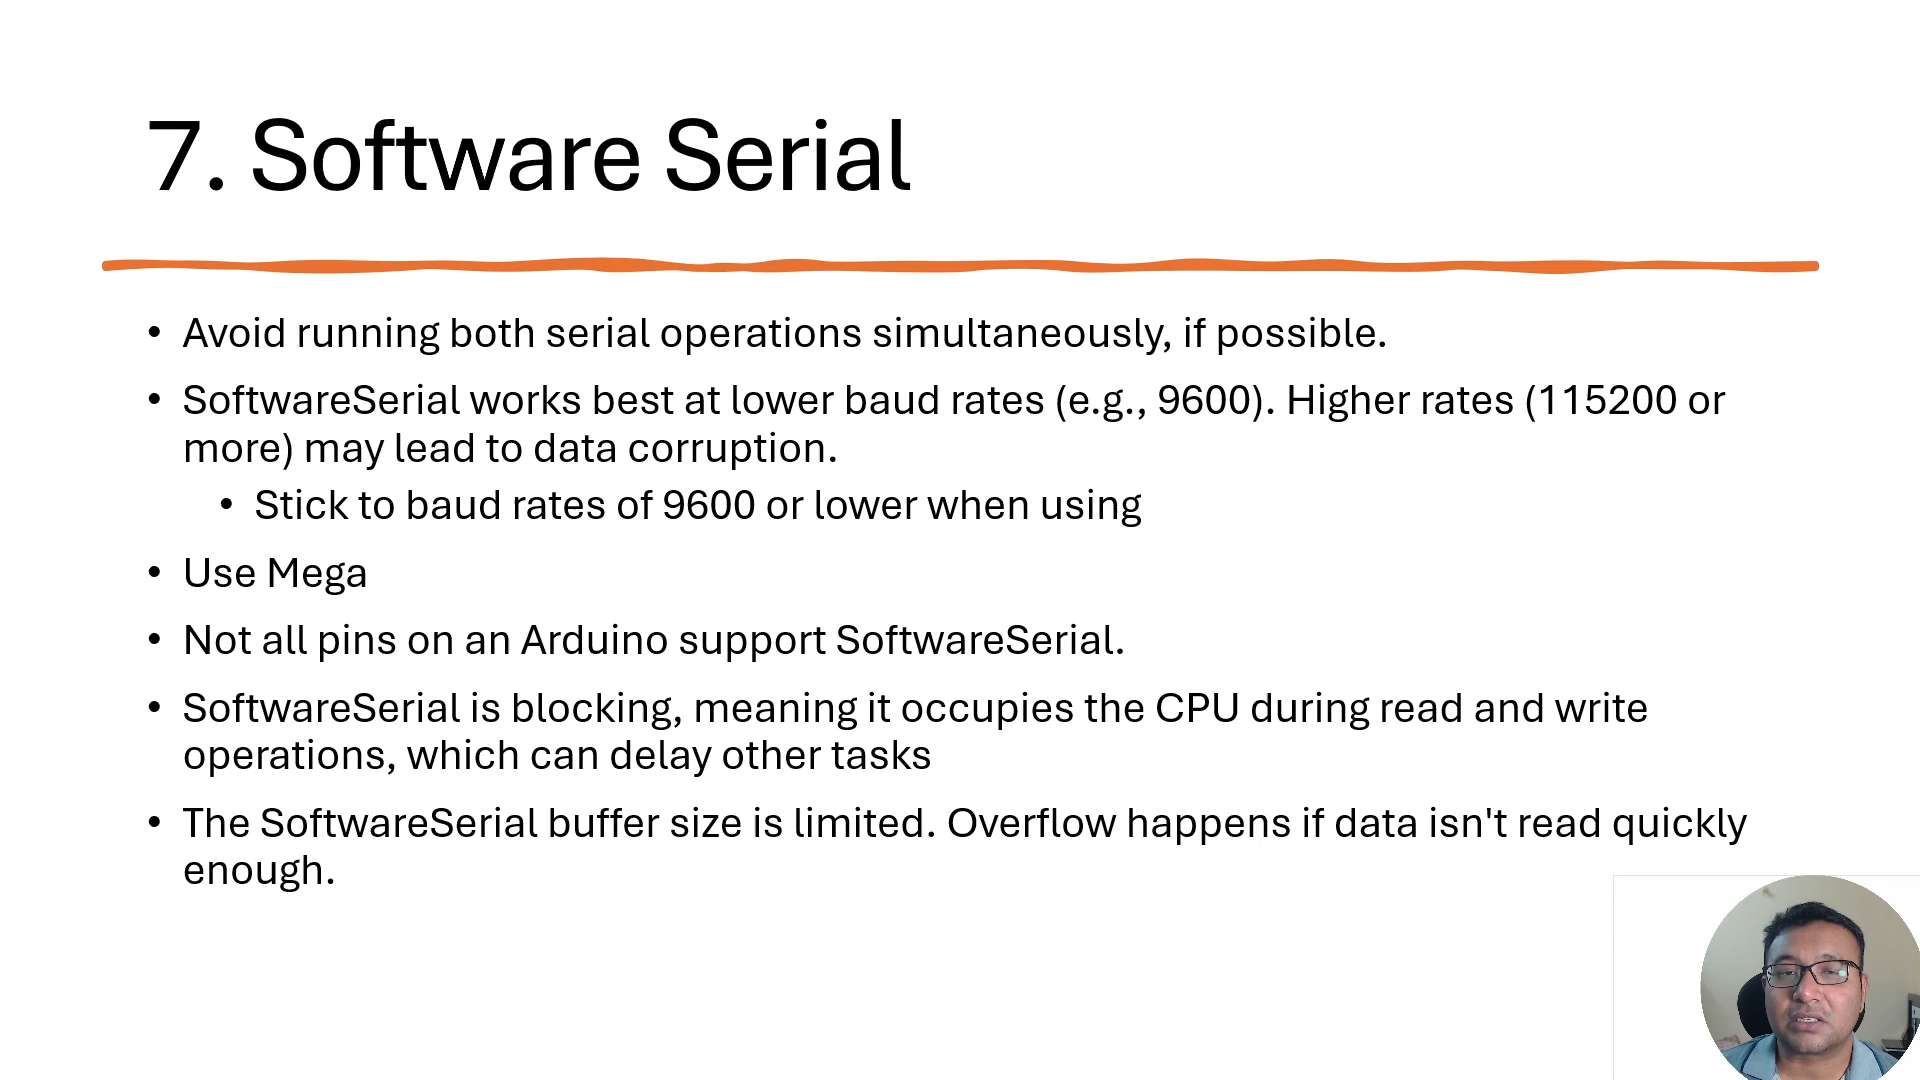 7. Software Serial
• Avoid running both serial operations simultaneously, if possible.
• SoftwareSerial works best at lower baud rates (e.g., 9600). Higher rates (115200 or
more) may lead to data corruption.
• Stick to baud rates of 9600 or lower when using
• Use Mega
• Not all pins on an Arduino support SoftwareSerial.
• SoftwareSerial is blocking, meaning it occupies the CPU during read and write
operations, which can delay other tasks
• The SoftwareSerial buffer size is limited. Overflow happens if data isn't read quickly
enough.